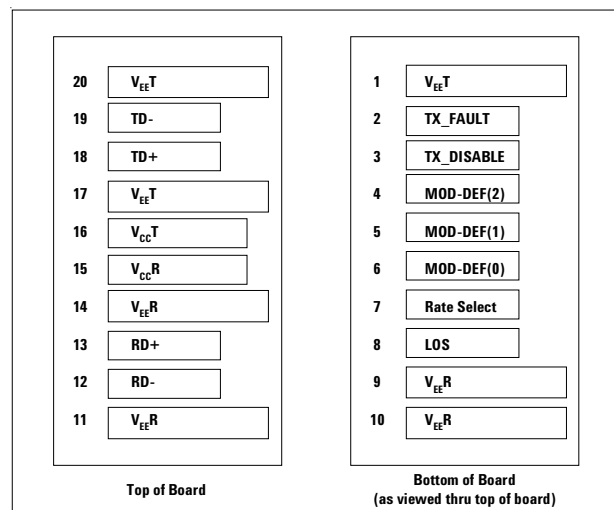 20 VEET
19 TD-
18 TD+
17 VEET
16 VCCT
15 VCCR
14 VEER
13 RD+
12 RD-
11 VEER
Top of Board
1 VEET
2 TX_FAULT
3 TX_DISABLE
4 MOD-DEF(2)
5 MOD-DEF(1)
6 MOD-DEF(0)
7 Rate Select
8 LOS
9 VEER
10 VEER
Bottom of Board
(as viewed thru top of board)